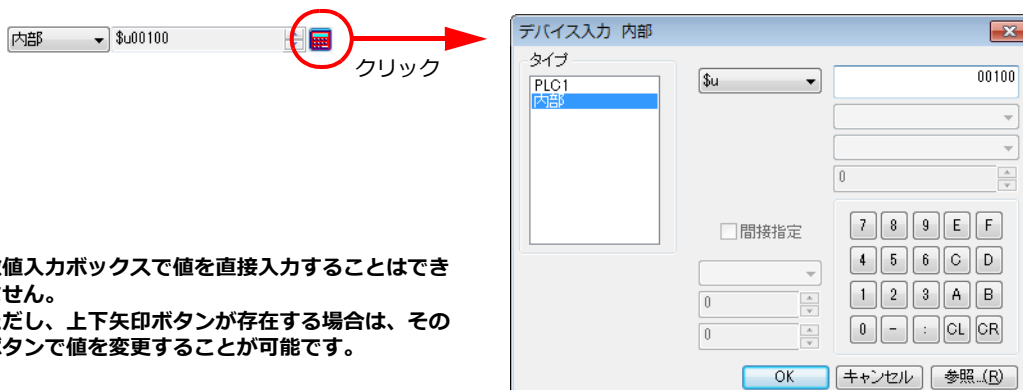 内部 $u00100
クリック
値入力ボックスで値を直接入力することはでき
せん。
だし、上下矢印ボタンが存在する場合は、その
タンで値を変更することが可能です。
デバイス入力 内部
タイプ
PLC1
内部
$u 00100
0
間接指定
0
0
7 8 9 E F
4 5 6 C D
1 2 3 A B
0 - : CL CR
OK キャンセル 参照...(R)